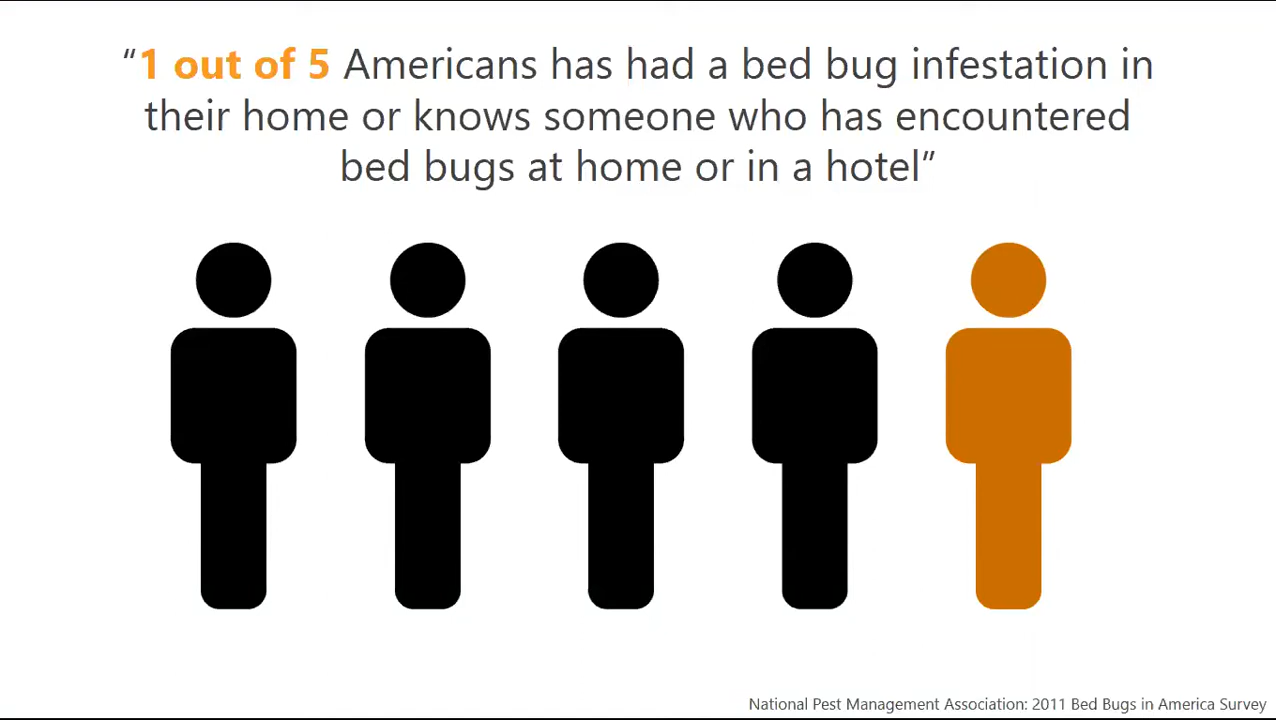 “1 out of 5 Americans has had a bed bug infestation in
their home or knows someone who has encountered
bed bugs at home or in a hotel”
National Pest Management Association: 2011 Bed Bugs in America Survey